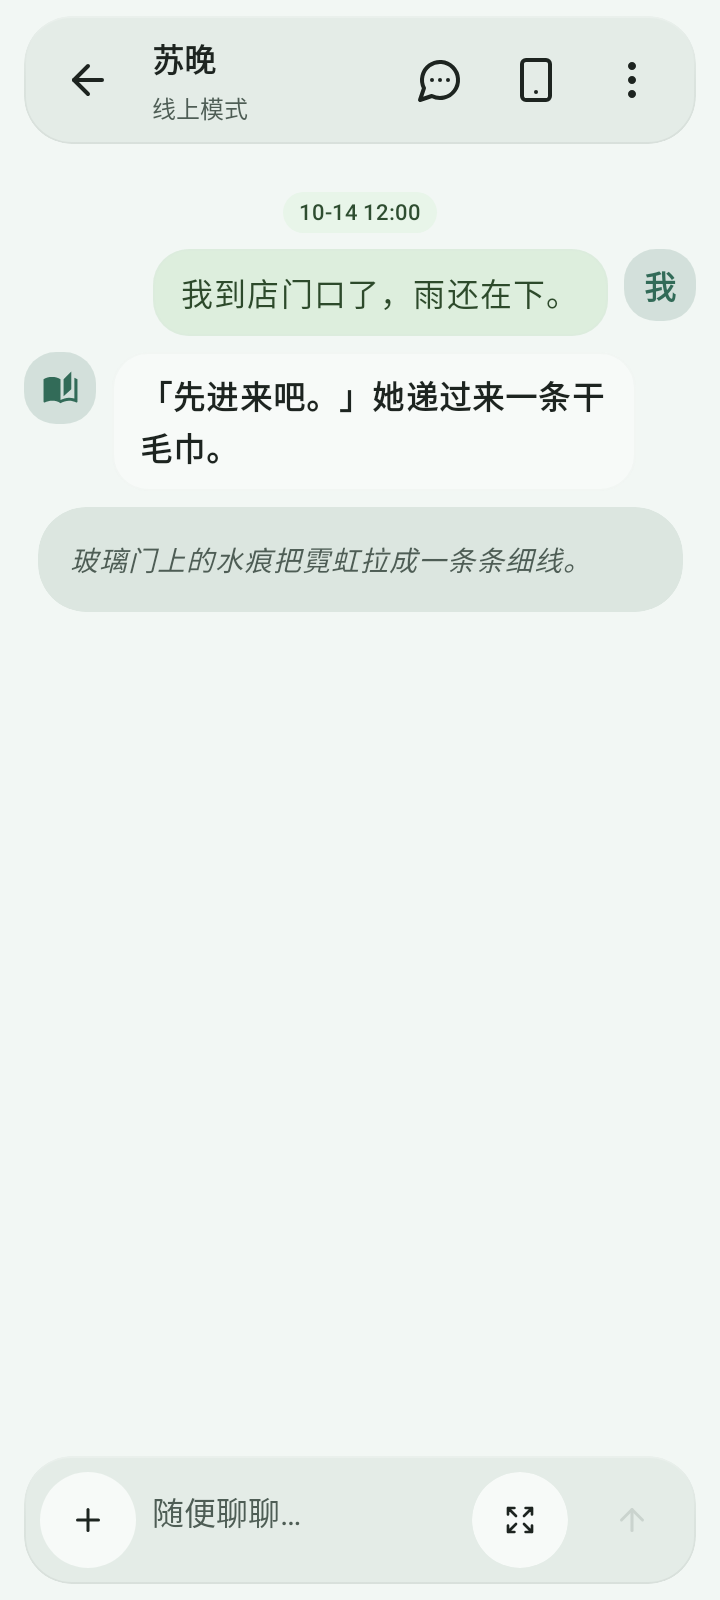 苏晚
线上模式
10-14 12:00
我到店门口了，雨还在下。
我
「先进来吧。」她递过来一条干
毛巾。
玻璃门上的水痕把霓虹拉成一条条细线。
随便聊聊...